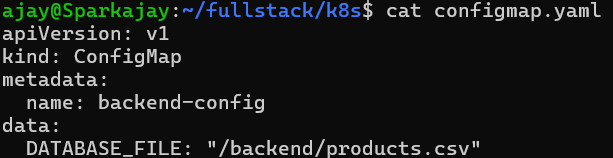 ajay@Sparkajay:~/fullstack/k8s$ cat configmap.yaml
apiVersion: v1
kind: ConfigMap
metadata:
  name: backend-config
data:
  DATABASE_FILE: "/backend/products.csv"